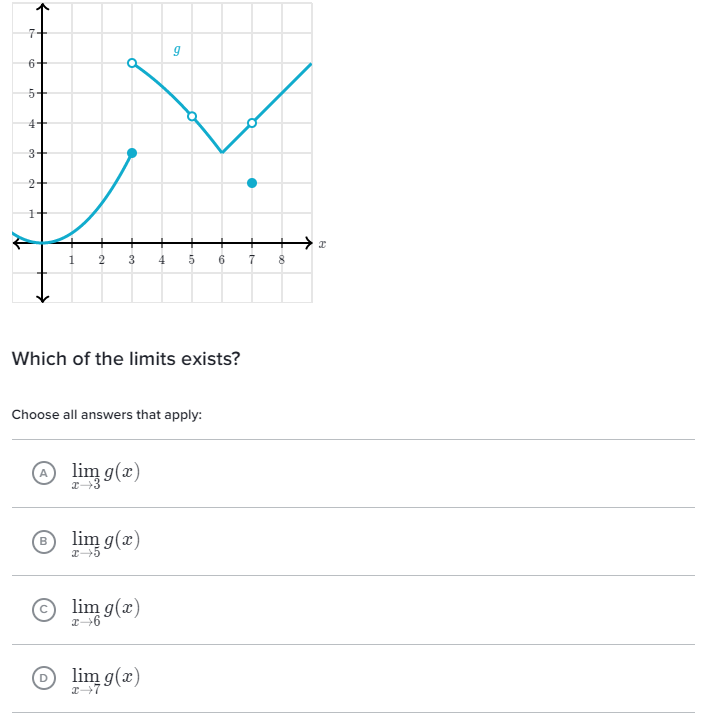 7
g
6
5
4
3
2
1
x
1 2 3 4 5 6 7 8
Which of the limits exists?
Choose all answers that apply:
A lim g(x)
x→3
B lim g(x)
x→5
C lim g(x)
x→6
D lim g(x)
x→7